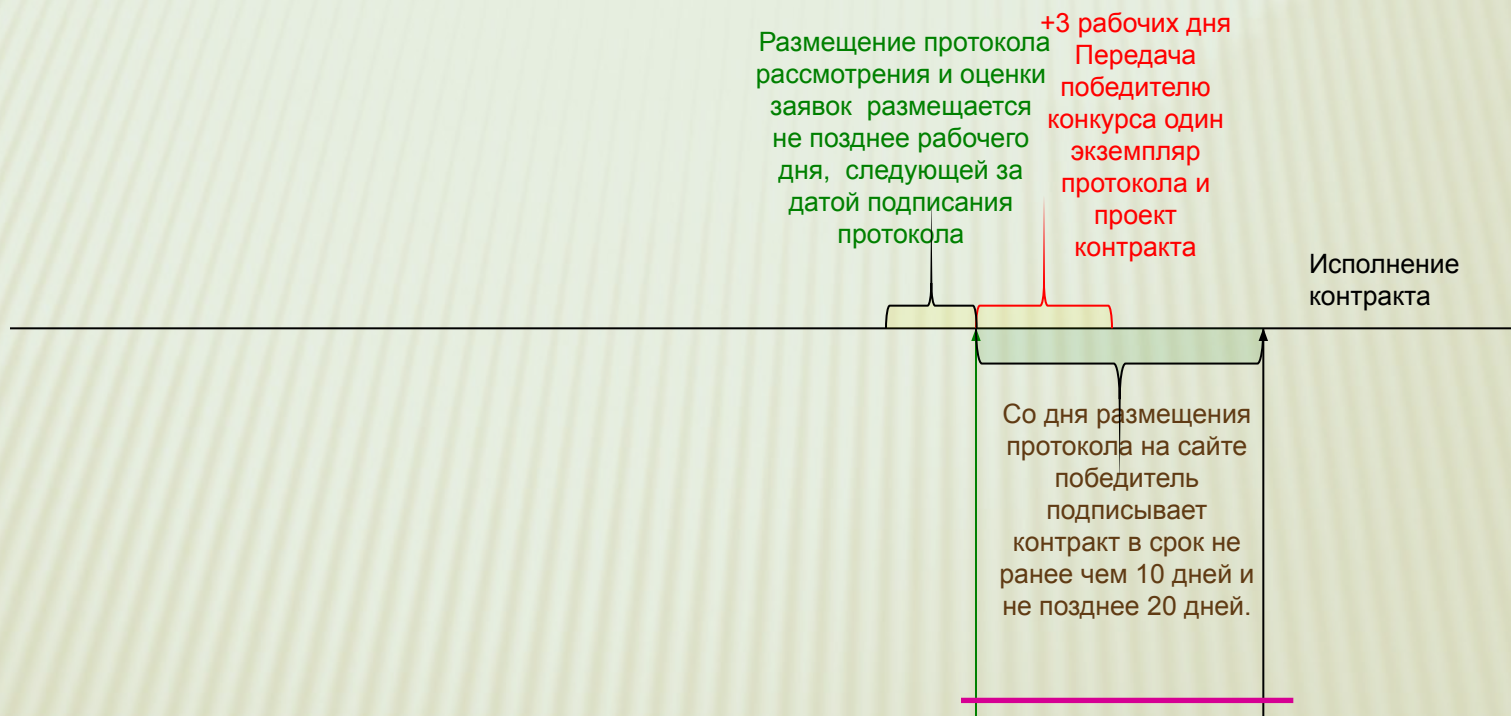 Размещение протокола
рассмотрения и оценки
заявок размещается
не позднее рабочего
дня, следующей за
датой подписания
протокола
+3 рабочих дня
Передача
победителю
конкурса один
экземпляр
протокола и
проект
контракта
Исполнение
контракта
Со дня размещения
протокола на сайте
победитель
подписывает
контракт в срок не
ранее чем 10 дней и
не позднее 20 дней.